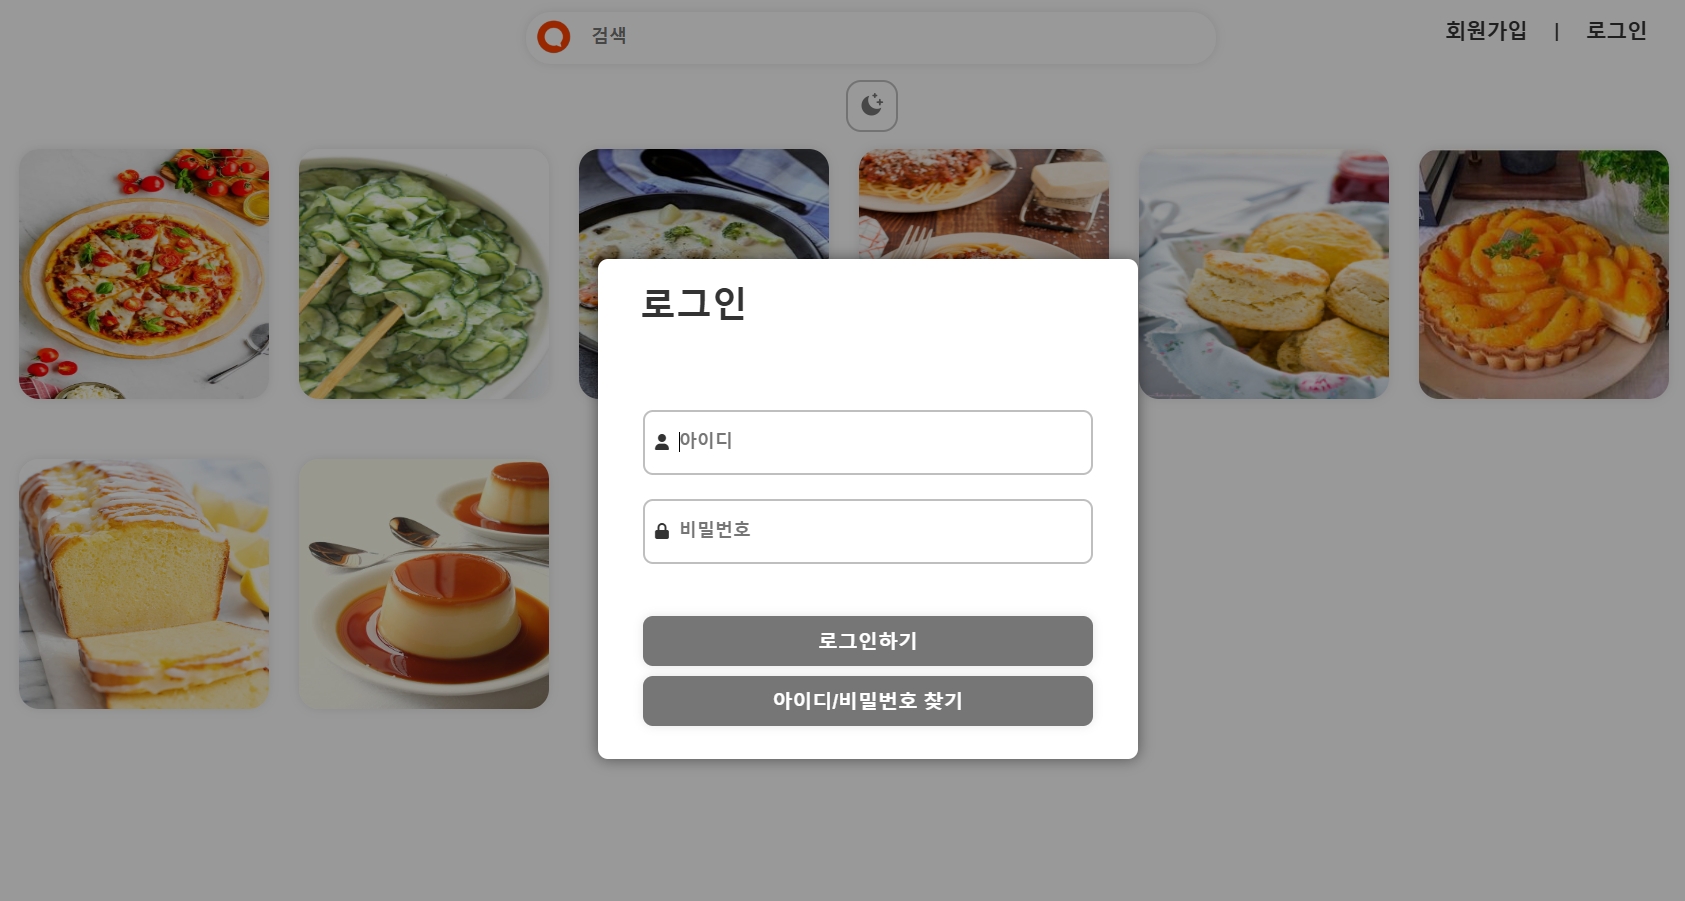 검색
회원가입 | 로그인
로그인
아이디
비밀번호
로그인하기
아이디/비밀번호 찾기